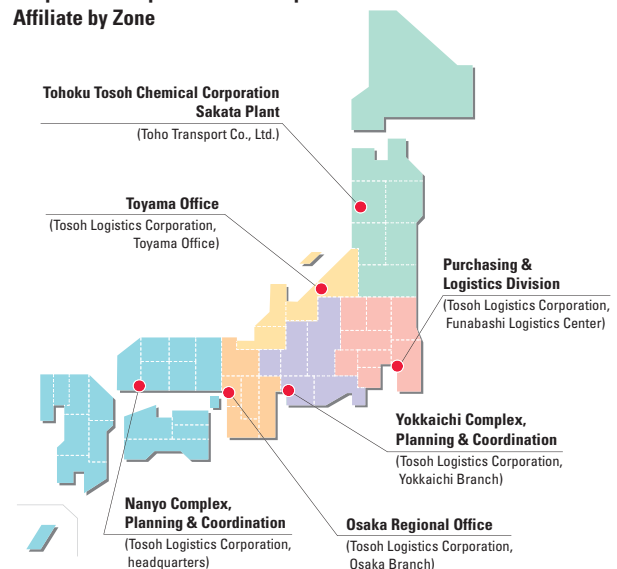 Affiliate by Zone
Tohoku Tosoh Chemical Corporation
Sakata Plant
(Toho Transport Co., Ltd.)
Toyama Office
(Tosoh Logistics Corporation,
Toyama Office)
Purchasing &
Logistics Division
(Tosoh Logistics Corporation,
Funabashi Logistics Center)
Yokkaichi Complex,
Planning & Coordination
(Tosoh Logistics Corporation,
Yokkaichi Branch)
Nanyo Complex,
Planning & Coordination
(Tosoh Logistics Corporation,
headquarters)
Osaka Regional Office
(Tosoh Logistics Corporation,
Osaka Branch)